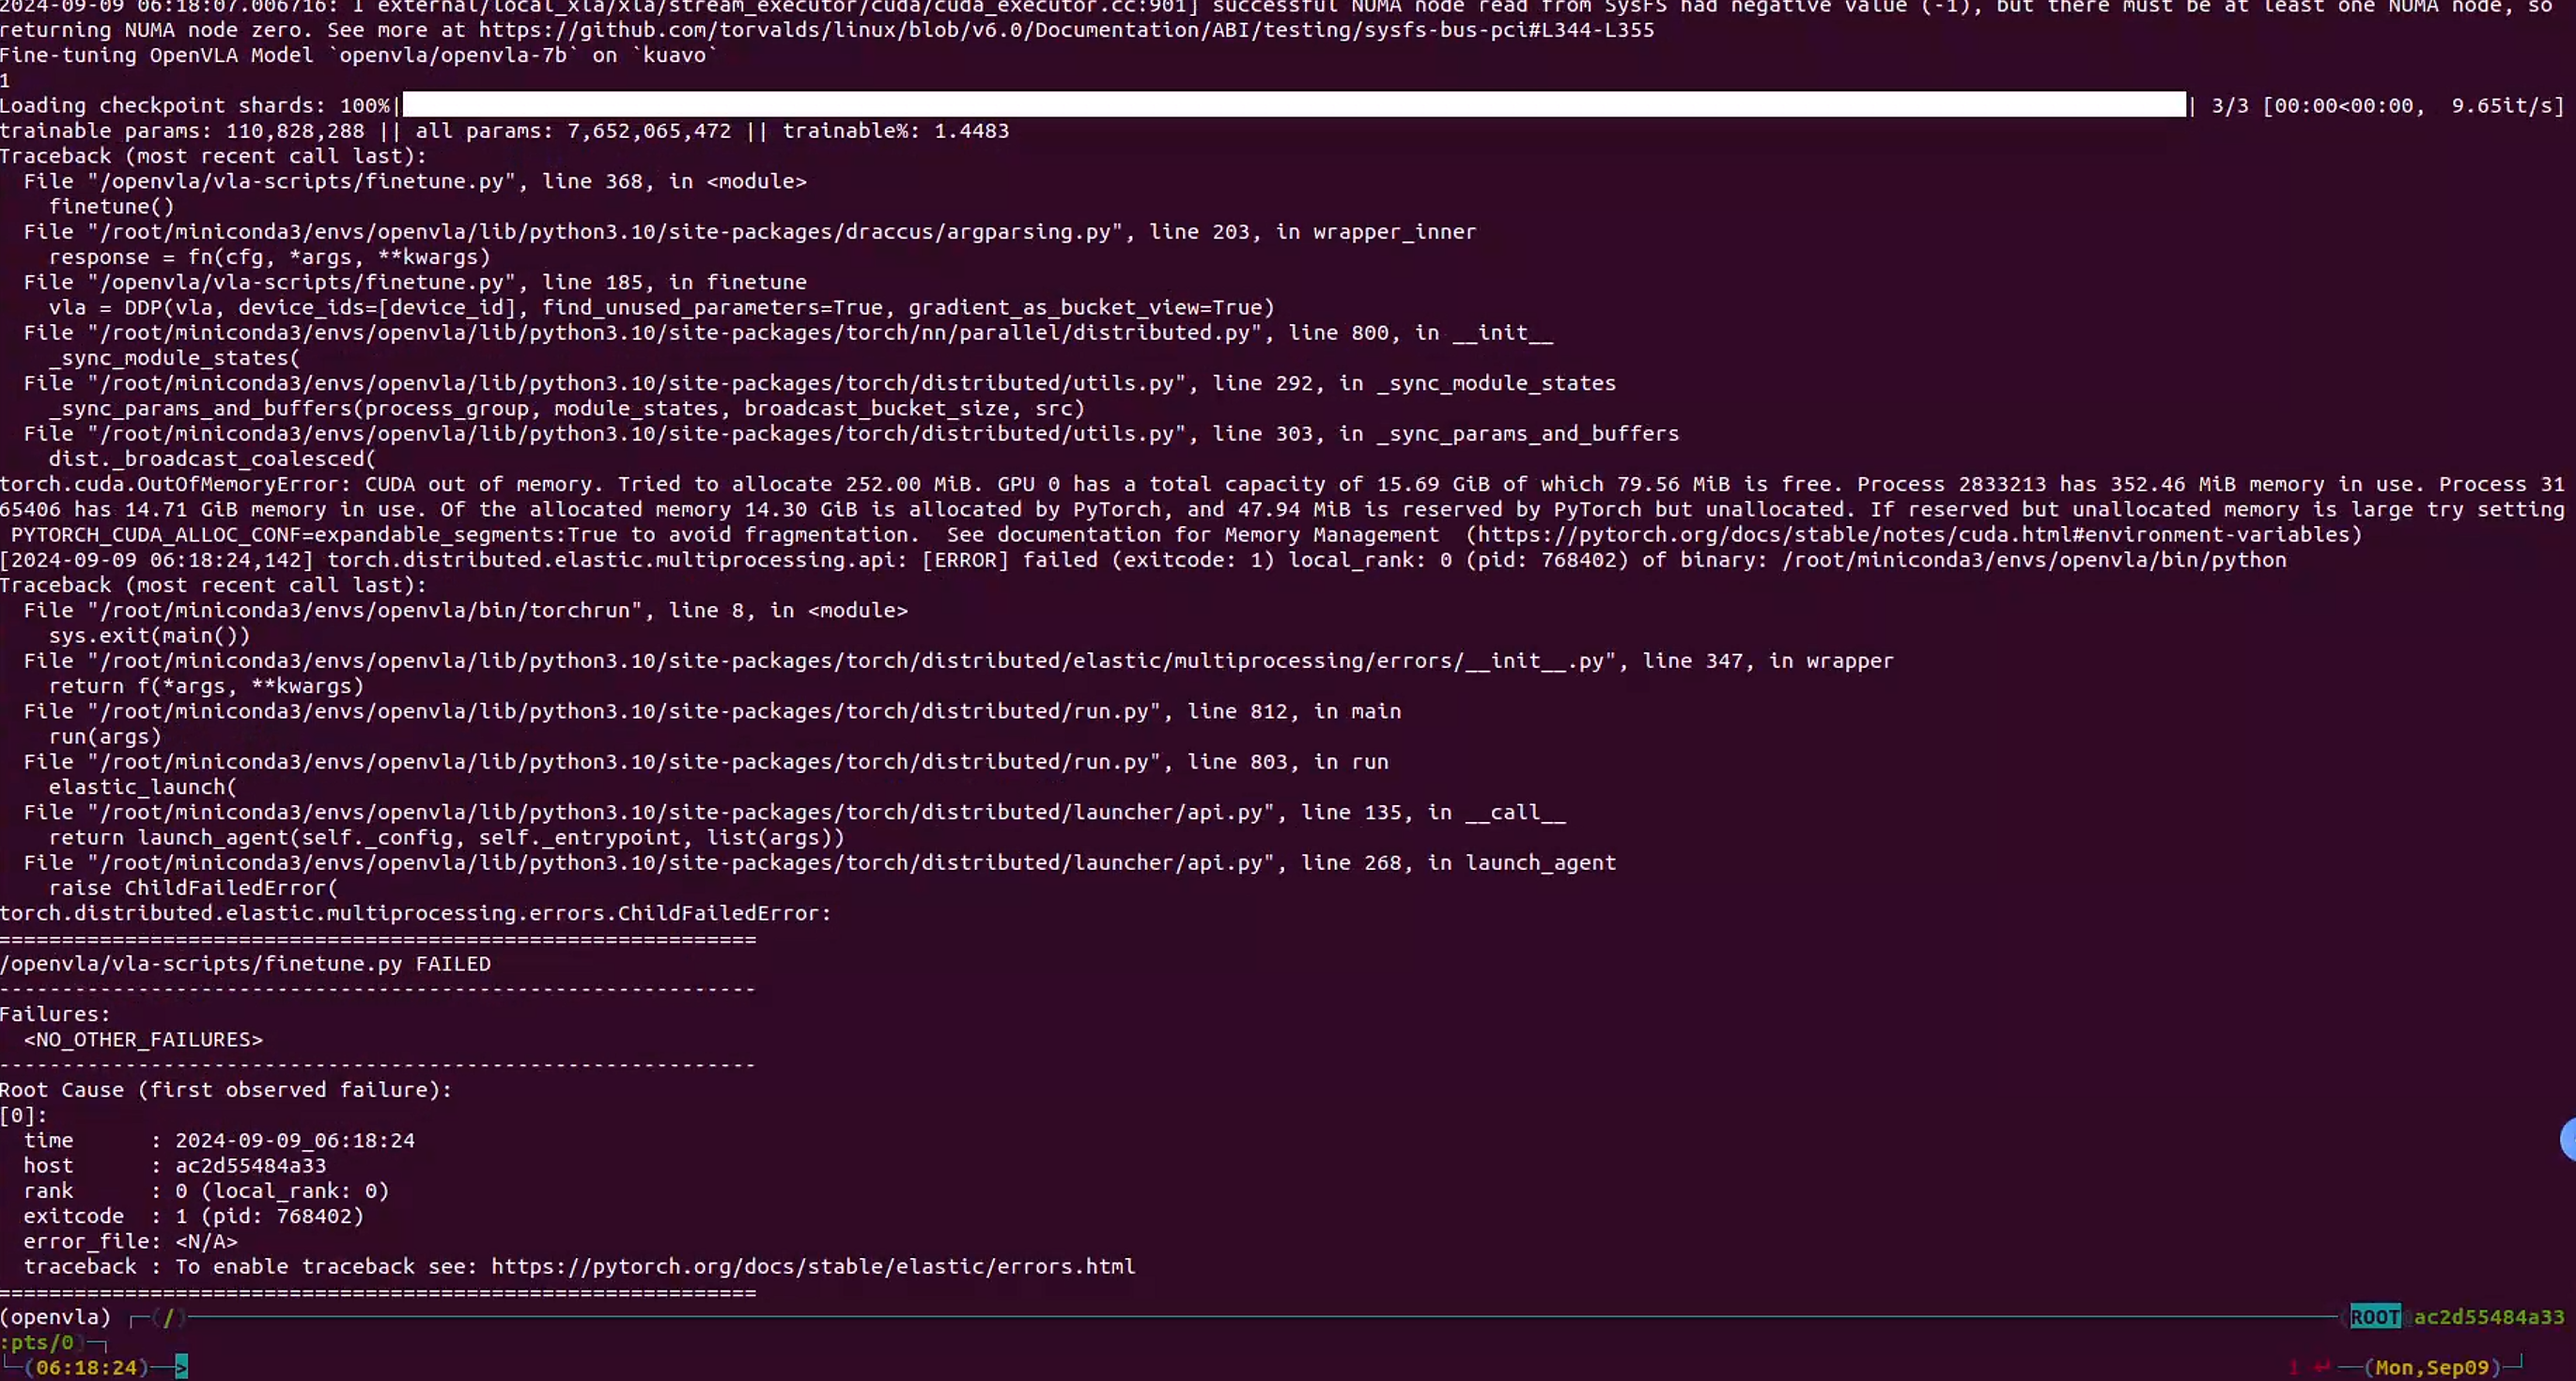 2024-09-09 06:18:07.006716: I external/local_xla/xla/stream_executor/cuda/cuda_executor.cc:901] successful NUMA node read from SysFS had negative value (-1), but there must be at least one NUMA node, so
returning NUMA node zero. See more at https://github.com/torvalds/linux/blob/v6.0/Documentation/ABI/testing/sysfs-bus-pci#L344-L355
Fine-tuning OpenVLA Model `openvla/openvla-7b` on `kuavo`
1
Loading checkpoint shards: 100%| | 3/3 [00:00<00:00,  9.65it/s]
trainable params: 110,828,288 || all params: 7,652,065,472 || trainable%: 1.4483
Traceback (most recent call last):
  File "/openvla/vla-scripts/finetune.py", line 368, in <module>
    finetune()
  File "/root/miniconda3/envs/openvla/lib/python3.10/site-packages/draccus/argparsing.py", line 203, in wrapper_inner
    response = fn(cfg, *args, **kwargs)
  File "/openvla/vla-scripts/finetune.py", line 185, in finetune
    vla = DDP(vla, device_ids=[device_id], find_unused_parameters=True, gradient_as_bucket_view=True)
  File "/root/miniconda3/envs/openvla/lib/python3.10/site-packages/torch/nn/parallel/distributed.py", line 800, in __init__
    _sync_module_states(
  File "/root/miniconda3/envs/openvla/lib/python3.10/site-packages/torch/distributed/utils.py", line 292, in _sync_module_states
    _sync_params_and_buffers(process_group, module_states, broadcast_bucket_size, src)
  File "/root/miniconda3/envs/openvla/lib/python3.10/site-packages/torch/distributed/utils.py", line 303, in _sync_params_and_buffers
    dist._broadcast_coalesced(
torch.cuda.OutOfMemoryError: CUDA out of memory. Tried to allocate 252.00 MiB. GPU 0 has a total capacity of 15.69 GiB of which 79.56 MiB is free. Process 2833213 has 352.46 MiB memory in use. Process 31
65406 has 14.71 GiB memory in use. Of the allocated memory 14.30 GiB is allocated by PyTorch, and 47.94 MiB is reserved by PyTorch but unallocated. If reserved but unallocated memory is large try setting
 PYTORCH_CUDA_ALLOC_CONF=expandable_segments:True to avoid fragmentation.  See documentation for Memory Management  (https://pytorch.org/docs/stable/notes/cuda.html#environment-variables)
[2024-09-09 06:18:24,142] torch.distributed.elastic.multiprocessing.api: [ERROR] failed (exitcode: 1) local_rank: 0 (pid: 768402) of binary: /root/miniconda3/envs/openvla/bin/python
Traceback (most recent call last):
  File "/root/miniconda3/envs/openvla/bin/torchrun", line 8, in <module>
    sys.exit(main())
  File "/root/miniconda3/envs/openvla/lib/python3.10/site-packages/torch/distributed/elastic/multiprocessing/errors/__init__.py", line 347, in wrapper
    return f(*args, **kwargs)
  File "/root/miniconda3/envs/openvla/lib/python3.10/site-packages/torch/distributed/run.py", line 812, in main
    run(args)
  File "/root/miniconda3/envs/openvla/lib/python3.10/site-packages/torch/distributed/run.py", line 803, in run
    elastic_launch(
  File "/root/miniconda3/envs/openvla/lib/python3.10/site-packages/torch/distributed/launcher/api.py", line 135, in __call__
    return launch_agent(self._config, self._entrypoint, list(args))
  File "/root/miniconda3/envs/openvla/lib/python3.10/site-packages/torch/distributed/launcher/api.py", line 268, in launch_agent
    raise ChildFailedError(
torch.distributed.elastic.multiprocessing.errors.ChildFailedError:
============================================================
/openvla/vla-scripts/finetune.py FAILED
------------------------------------------------------------
Failures:
  <NO_OTHER_FAILURES>
------------------------------------------------------------
Root Cause (first observed failure):
[0]:
  time      : 2024-09-09_06:18:24
  host      : ac2d55484a33
  rank      : 0 (local_rank: 0)
  exitcode  : 1 (pid: 768402)
  error_file: <N/A>
  traceback : To enable traceback see: https://pytorch.org/docs/stable/elastic/errors.html
============================================================
(openvla) ┌─(/)─(ROOT@ac2d55484a33
:pts/0)─┐
└─(06:18:24)──> 1 ↵ ──(Mon,Sep09)─┘